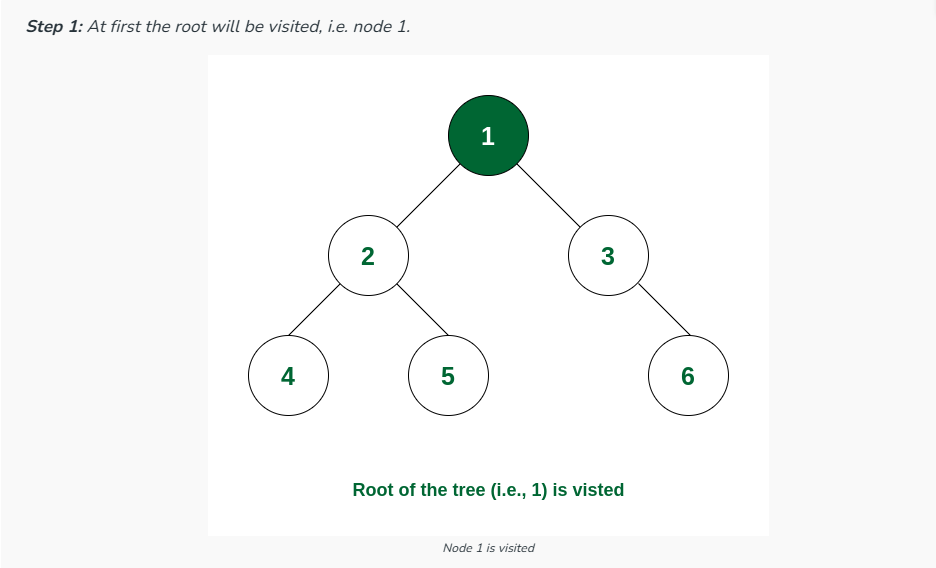 Step 1: At first the root will be visited, i.e. node 1.
1
2
3
4
5
6
Root of the tree (i.e., 1) is visted
Node 1 is visited